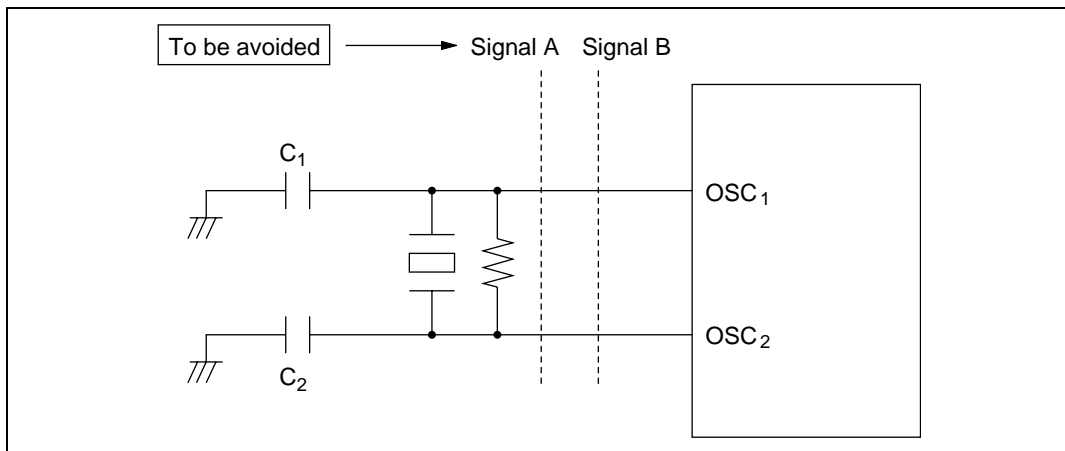 To be avoided Signal A Signal B
C1
OSC1
OSC2
C2